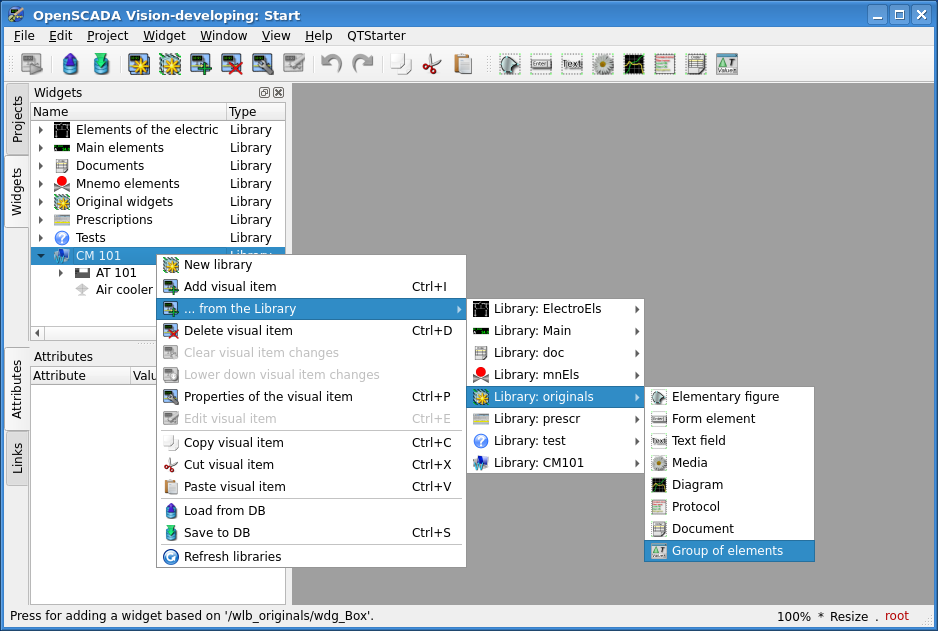 OpenSCADA Vision-developing: Start
File Edit Project Widget Window View Help QTStarter
Projects
Widgets
Attributes
Links
Widgets
Name Type
Elements of the electric Library
Main elements Library
Documents Library
Mnemo elements Library
Original widgets Library
Prescriptions Library
Tests Library
CM 101 Library
AT 101
Air cooler
Attributes
Attribute Valu
New library
Add visual item Ctrl+I
... from the Library
Delete visual item Ctrl+D
Clear visual item changes
Lower down visual item changes
Properties of the visual item Ctrl+P
Edit visual item Ctrl+E
Copy visual item Ctrl+C
Cut visual item Ctrl+X
Paste visual item Ctrl+V
Load from DB
Save to DB Ctrl+S
Refresh libraries
Library: ElectroEls
Library: Main
Library: doc
Library: mnEls
Library: originals
Library: prescr
Library: test
Library: CM101
Elementary figure
Form element
Text field
Media
Diagram
Protocol
Document
Group of elements
Press for adding a widget based on '/wlb_originals/wdg_Box'.
100% * Resize . root